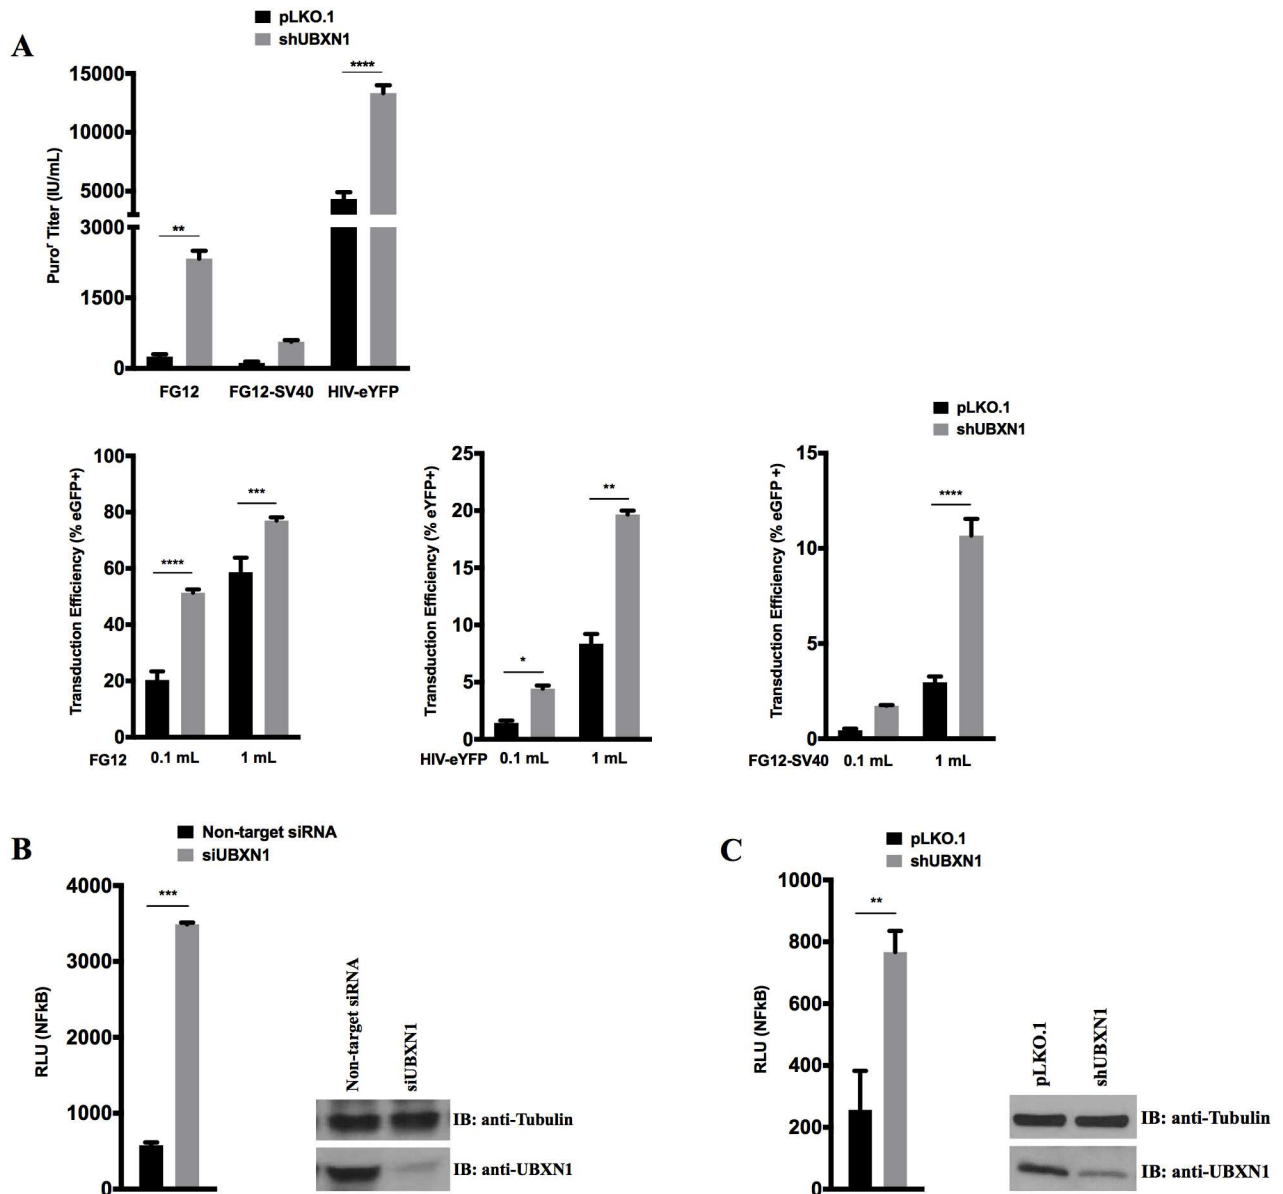 A
pLKO.1
shUBXN1
Puroʳ Titer (IU/mL)
15000
10000
5000
3000
1500
0
**
****
FG12
FG12-SV40
HIV-eYFP
Transduction Efficiency (% eGFP+)
100
80
60
40
20
0
****
***
FG12
0.1 mL
1 mL
Transduction Efficiency (% eYFP+)
25
20
15
10
5
0
*
**
HIV-eYFP
0.1 mL
1 mL
pLKO.1
shUBXN1
Transduction Efficiency (% eGFP+)
15
10
5
0
****
FG12-SV40
0.1 mL
1 mL
B
Non-target siRNA
siUBXN1
RLU (NFkB)
4000
3000
2000
1000
0
***
Non-target siRNA
siUBXN1
IB: anti-Tubulin
IB: anti-UBXN1
C
pLKO.1
shUBXN1
RLU (NFkB)
1000
800
600
400
200
0
**
pLKO.1
shUBXN1
IB: anti-Tubulin
IB: anti-UBXN1